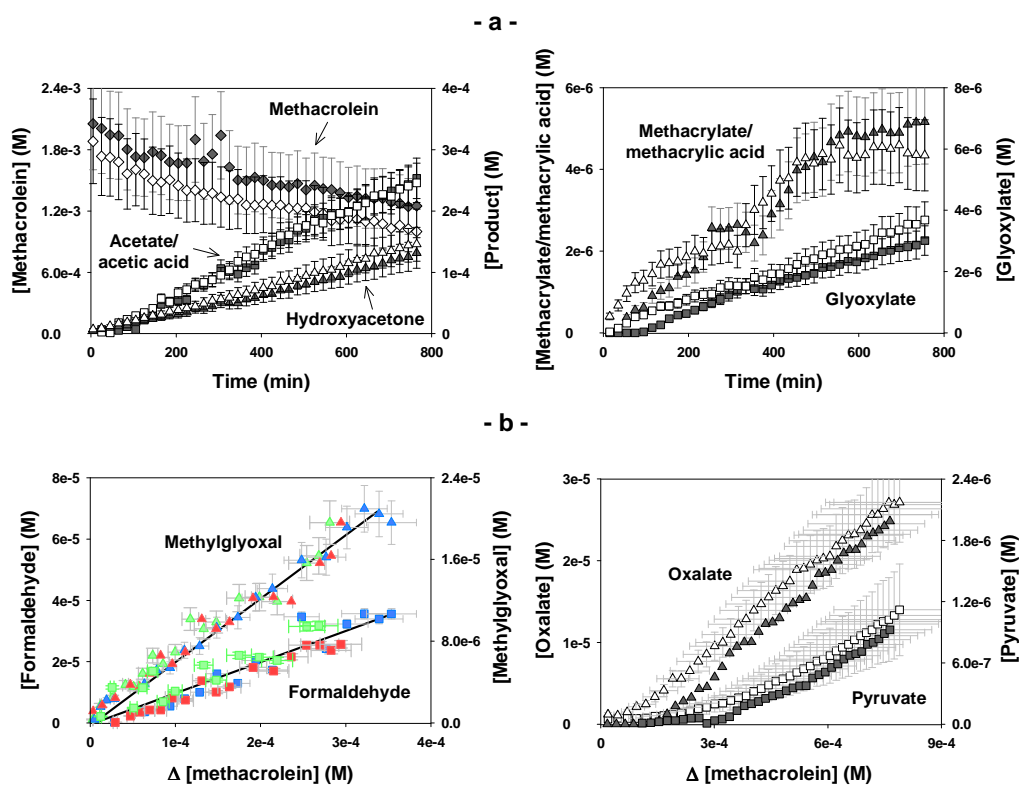 - a -
[Methacrolein] (M)
2.4e-3
1.8e-3
1.2e-3
6.0e-4
0.0
Methacrolein
Acetate/
acetic acid
Hydroxyacetone
4e-4
3e-4
2e-4
1e-4
0
[Product] (M)
0 200 400 600 800
Time (min)
[Methacrylate/methacrylic acid] (M)
6e-6
4e-6
2e-6
0
Methacrylate/
methacrylic acid
Glyoxylate
8e-6
6e-6
4e-6
2e-6
0
[Glyoxylate] (M)
0 200 400 600 800
Time (min)
- b -
[Formaldehyde] (M)
8e-5
6e-5
4e-5
2e-5
0
Methylglyoxal
Formaldehyde
2.4e-5
1.6e-5
8.0e-6
0.0
[Methylglyoxal] (M)
0 1e-4 2e-4 3e-4 4e-4
Δ [methacrolein] (M)
[Oxalate] (M)
3e-5
2e-5
1e-5
0
Oxalate
Pyruvate
2.4e-6
1.8e-6
1.2e-6
6.0e-7
0.0
[Pyruvate] (M)
0 3e-4 6e-4 9e-4
Δ [methacrolein] (M)